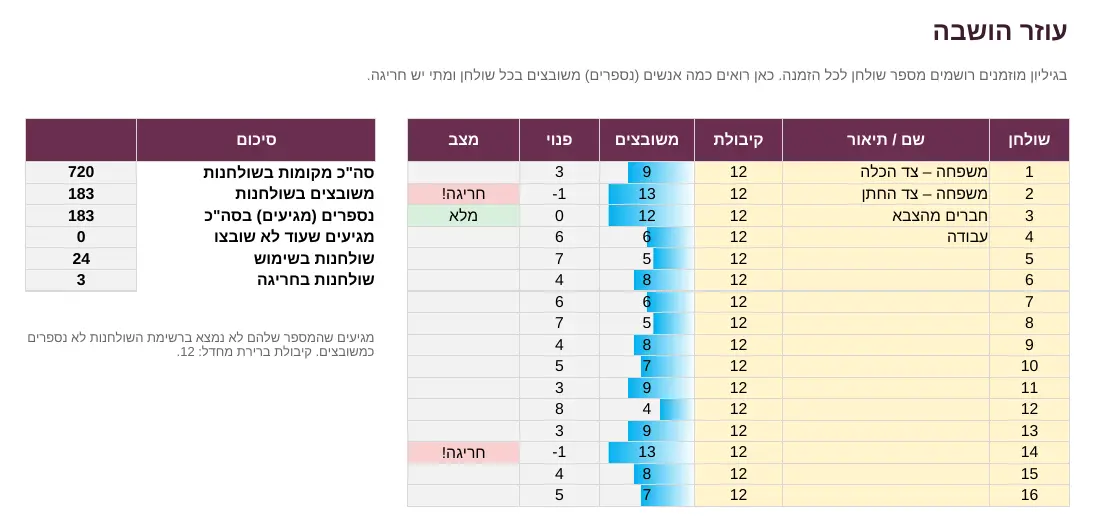 עוזר הושבה
בגיליון מוזמנים רושמים מספר שולחן לכל הזמנה. כאן רואים כמה אנשים (נספרים) משובצים בכל שולחן ומתי יש חריגה.
שולחן שם / תיאור קיבולת משובצים פנוי מצב
1 משפחה – צד הכלה 12 9 3
2 משפחה – צד החתן 12 13 -1 חריגה!
3 חברים מהצבא 12 12 0 מלא
4 עבודה 12 6 6
5 12 5 7
6 12 8 4
7 12 6 6
8 12 5 7
9 12 8 4
10 12 7 5
11 12 9 3
12 12 4 8
13 12 9 3
14 12 13 -1 חריגה!
15 12 8 4
16 12 7 5
סיכום
סה"כ מקומות בשולחנות 720
משובצים בשולחנות 183
נספרים (מגיעים) בסה"כ 183
מגיעים שעוד לא שובצו 0
שולחנות בשימוש 24
שולחנות בחריגה 3
מגיעים שהמספר שלהם לא נמצא ברשימת השולחנות לא נספרים
כמשובצים. קיבולת ברירת מחדל: 12.